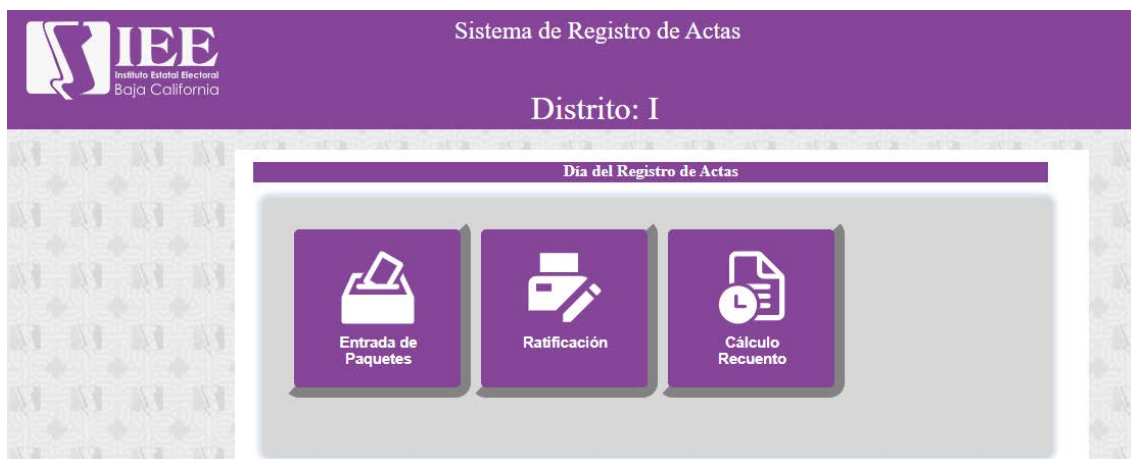 IEE
Instituto Estatal Electoral
Baja California
Sistema de Registro de Actas
Distrito: I
Día del Registro de Actas
Entrada de
Paquetes
Ratificación
Cálculo
Recuento